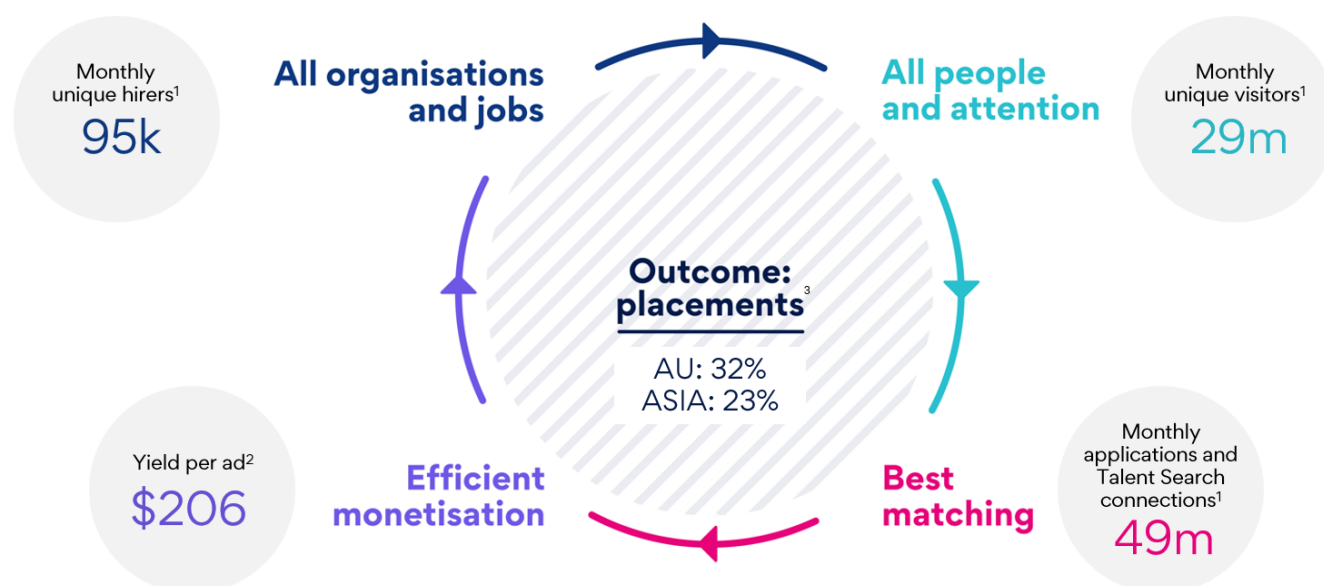 Monthly
unique hirers¹
95k
All organisations
and jobs
All people
and attention
Monthly
unique visitors¹
29m
Outcome:
placements³
AU: 32%
ASIA: 23%
Yield per ad²
$206
Efficient
monetisation
Best
matching
Monthly
applications and
Talent Search
connections¹
49m